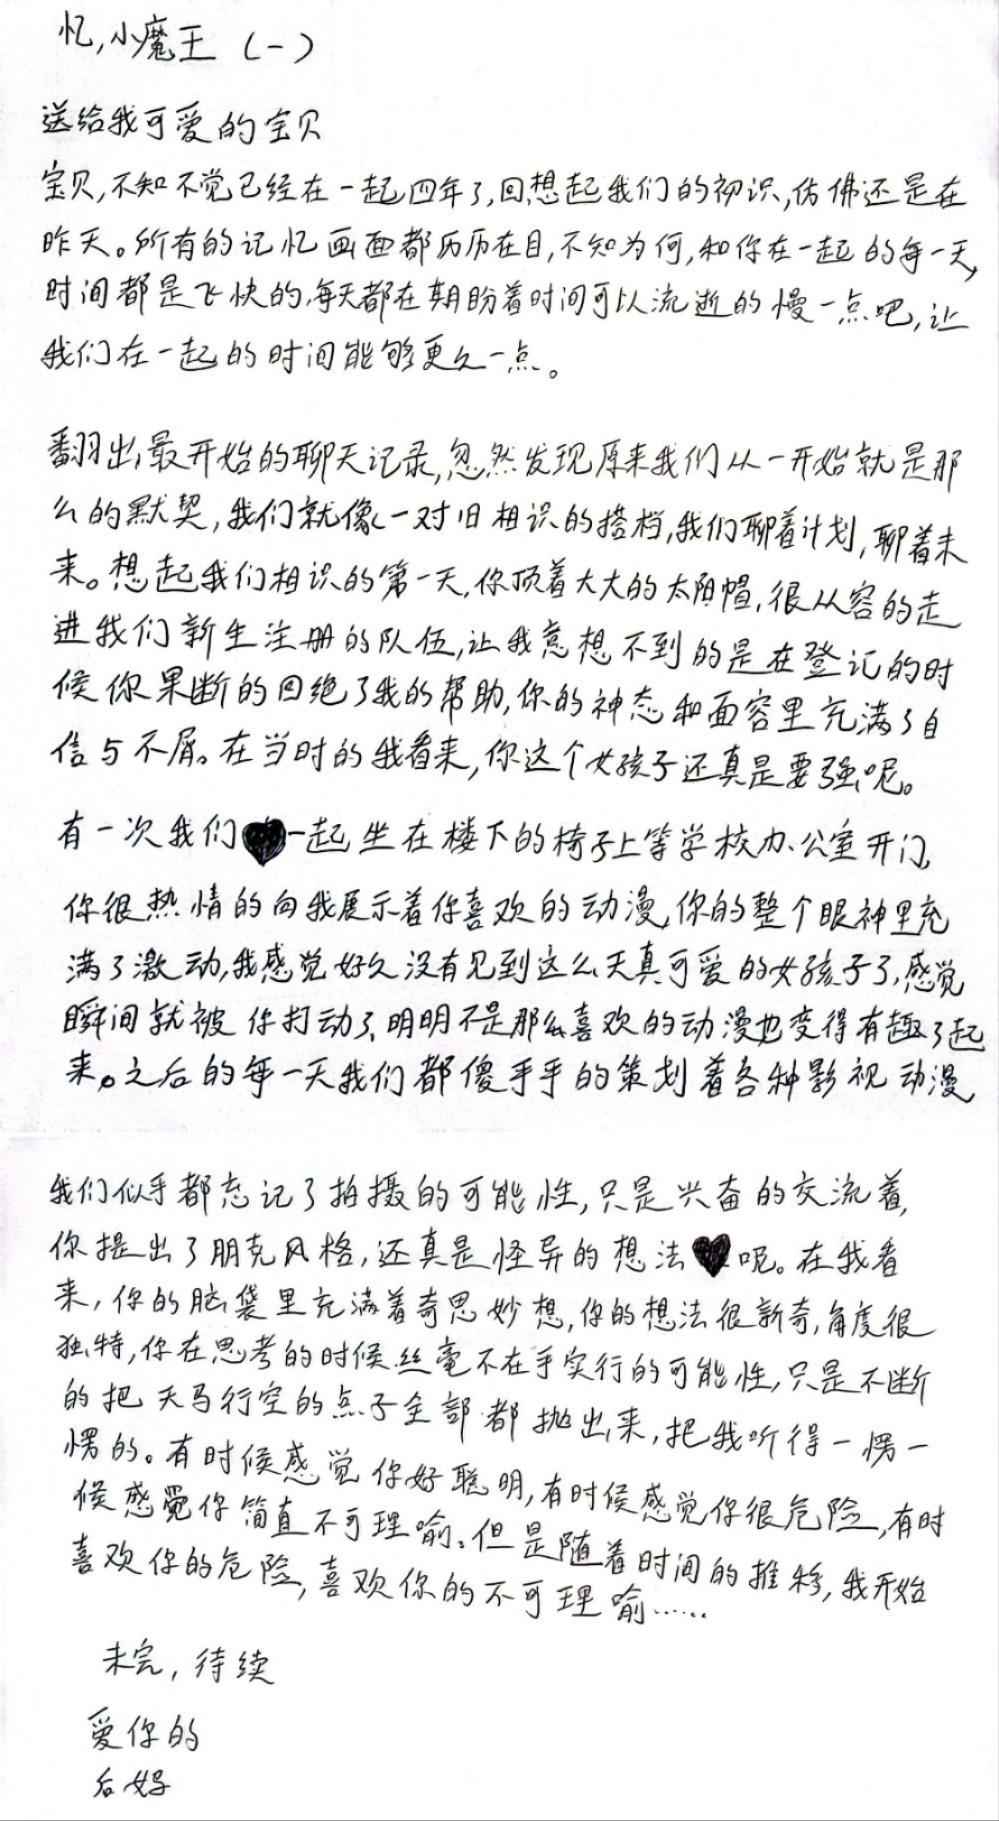 忆,小魔王(一)
送给我可爱的宝贝
宝贝,不知不觉已经在一起四年了,回想起我们的初识,仿佛还是在
昨天。所有的记忆画面都历历在目,不知为何,和你在一起的每一天,
时间都是飞快的,每天都在期盼着时间可以流逝的慢一点吧,让
我们在一起的时间能够更久一点。
翻出最开始的聊天记录,忽然发现原来我们从一开始就是那
么的默契,我们就像一对旧相识的搭档,我们聊着计划,聊着未
来。想起我们相识的第一天,你顶着大大的太阳帽,很从容的走
进我们新生注册的队伍,让我意想不到的是在登记的时
候你果断的回绝了我的帮助,你的神态和面容里充满了自
信与不屑。在当时的我看来,你这个女孩子还真是要强呢。
有一次我们一起坐在楼下的椅子上等学校办公室开门,
你很热情的向我展示着你喜欢的动漫,你的整个眼神里充
满了激动,我感觉好久没有见到这么天真可爱的女孩子了,感觉
瞬间就被你打动了,明明不是那么喜欢的动漫也变得有趣了起
来。之后的每一天我们都傻乎乎的策划着各种影视动漫,
我们似乎都忘记了拍摄的可能性,只是兴奋的交流着,
你提出了朋克风格,还真是怪异的想法呢。在我看
来,你的脑袋里充满着奇思妙想,你的想法很新奇,角度很
独特,你在思考的时候丝毫不在乎实行的可能性,只是不断
的把天马行空的点子全部都抛出来,把我听得一愣一
愣的。有时候感觉你好聪明,有时候感觉你很危险,有时
候感觉你简直不可理喻。但是随着时间的推移,我开始
喜欢你的危险,喜欢你的不可理喻……
未完,待续
爱你的